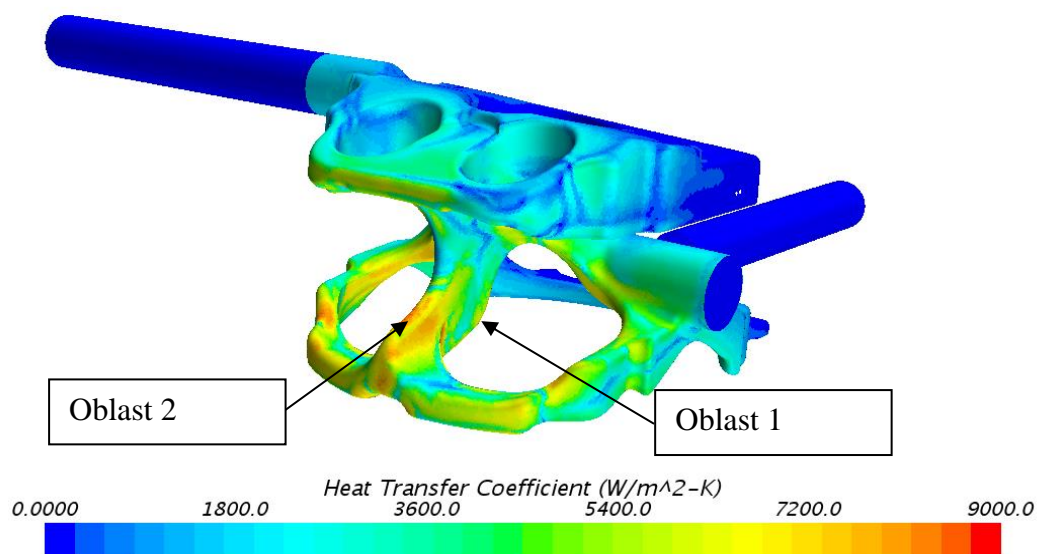 Oblast 2
Oblast 1
Heat Transfer Coefficient (W/m^2-K)
0.0000 1800.0 3600.0 5400.0 7200.0 9000.0